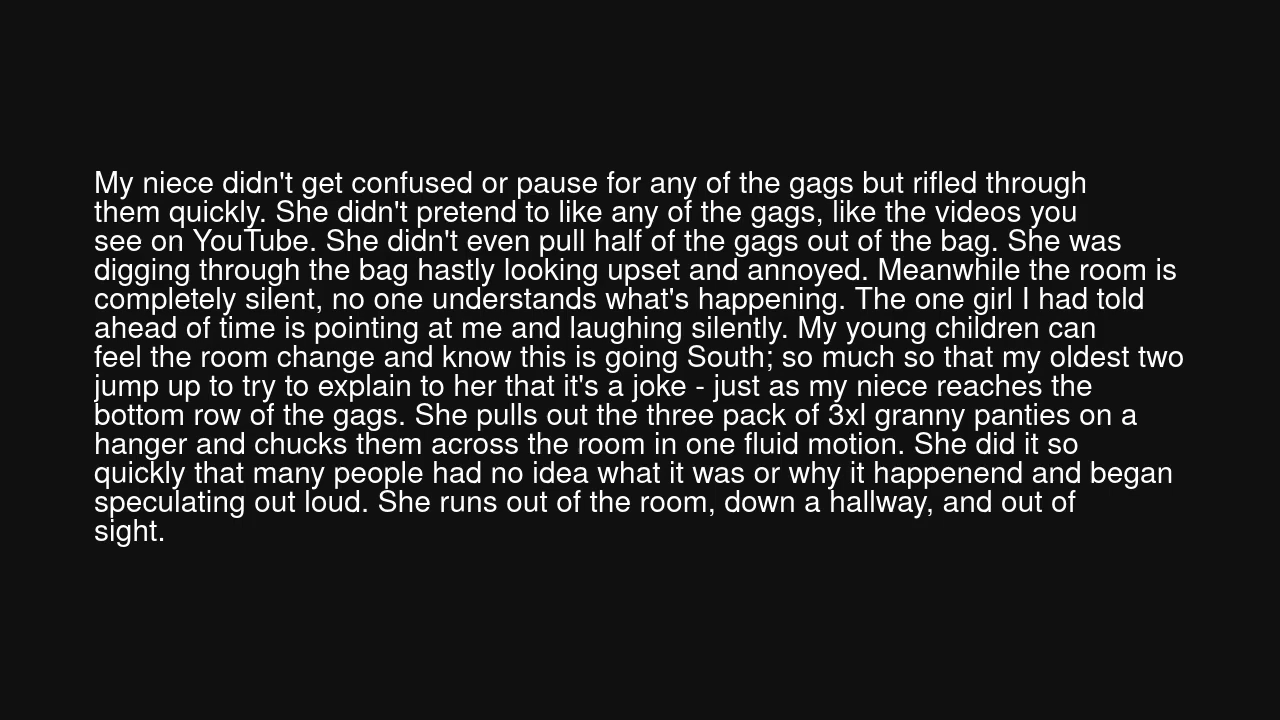 My niece didn't get confused or pause for any of the gags but rifled through
them quickly. She didn't pretend to like any of the gags, like the videos you
see on YouTube. She didn't even pull half of the gags out of the bag. She was
digging through the bag hastly looking upset and annoyed. Meanwhile the room is
completely silent, no one understands what's happening. The one girl I had told
ahead of time is pointing at me and laughing silently. My young children can
feel the room change and know this is going South; so much so that my oldest two
jump up to try to explain to her that it's a joke - just as my niece reaches the
bottom row of the gags. She pulls out the three pack of 3xl granny panties on a
hanger and chucks them across the room in one fluid motion. She did it so
quickly that many people had no idea what it was or why it happenend and began
speculating out loud. She runs out of the room, down a hallway, and out of
sight.